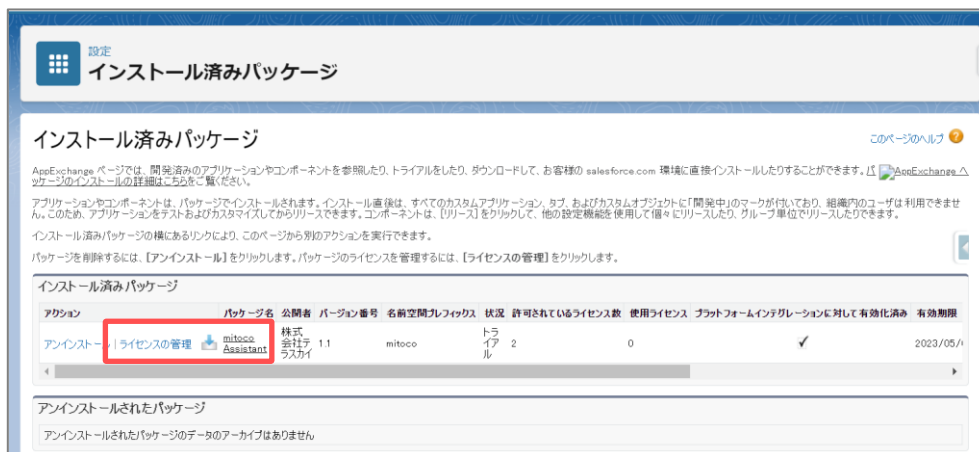 設定
インストール済みパッケージ
インストール済みパッケージ
このページのヘルプ
AppExchange ページでは、開発済みのアプリケーションやコンポーネントを参照したり、トライアルをしたり、ダウンロードして、お客様の salesforce.com 環境に直接インストールしたりすることができます。パ AppExchange へ
ッケージのインストールの詳細はこちらをご覧ください。
アプリケーションやコンポーネントは、パッケージでインストールされます。インストール直後は、すべてのカスタムアプリケーション、タブ、およびカスタムオブジェクトに「開発中」のマークが付いており、組織内のユーザは利用できませ
ん。このため、アプリケーションをテストおよびカスタマイズしてからリリースできます。コンポーネントは、[リリース]をクリックして、他の設定機能を使用して個々にリリースしたり、グループ単位でリリースしたりできます。
インストール済みパッケージの横にあるリンクにより、このページから別のアクションを実行できます。
パッケージを削除するには、[アンインストール]をクリックします。パッケージのライセンスを管理するには、[ライセンスの管理]をクリックします。
インストール済みパッケージ
アクション パッケージ名 公開者 バージョン番号 名前空間プレフィックス 状況 許可されているライセンス数 使用ライセンス プラットフォームインテグレーションに対して有効化済み 有効期限
アンインストール | ライセンスの管理 mitoco Assistant 株式会社テラスカイ 1.1 mitoco トライアル 2 0 ✓ 2023/05/
アンインストールされたパッケージ
アンインストールされたパッケージのデータのアーカイブはありません